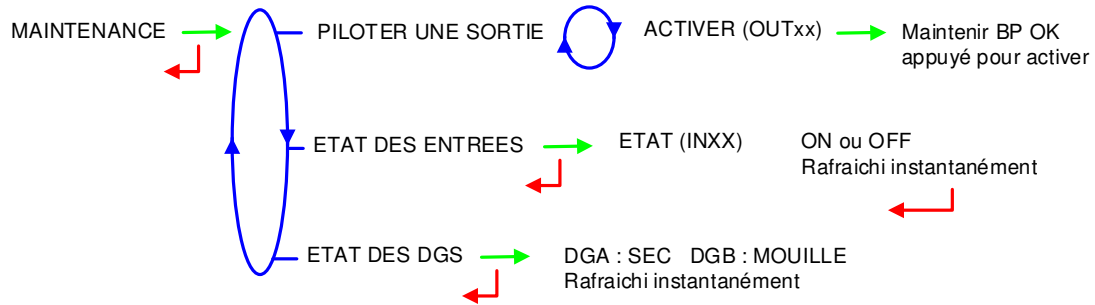 MAINTENANCE
PILOTER UNE SORTIE
ACTIVER (OUTxx)
Maintenir BP OK
appuyé pour activer
ETAT DES ENTREES
ETAT (INXX)
ON ou OFF
Rafraichi instantanément
ETAT DES DGS
DGA : SEC DGB : MOUILLE
Rafraichi instantanément